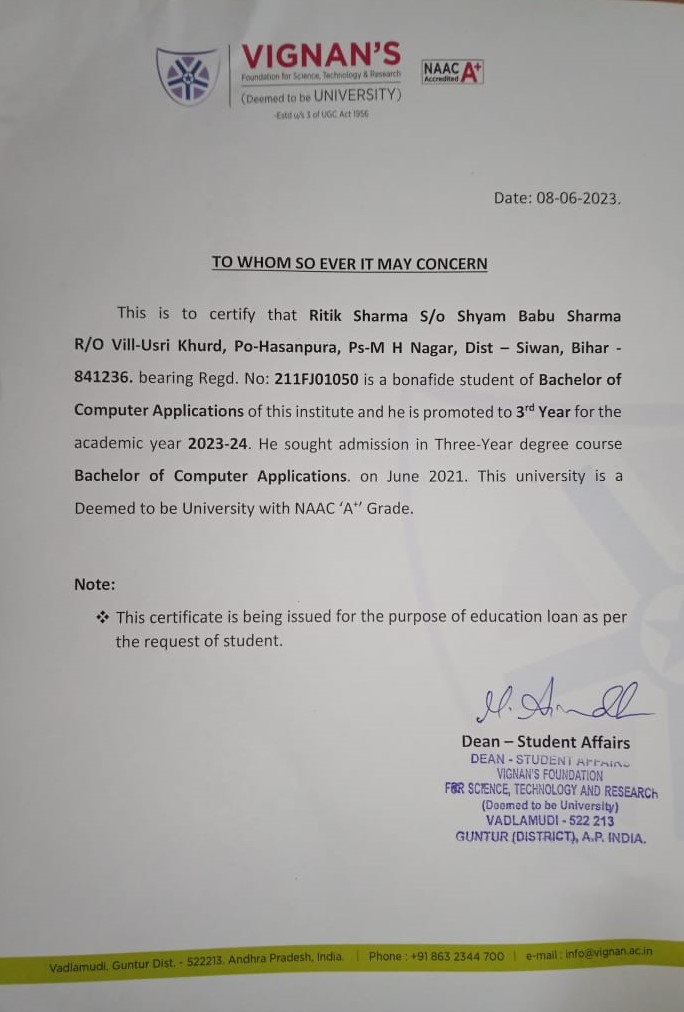 VIGNAN'S
Foundation for Science, Technology & Research
(Deemed to be UNIVERSITY)
-Estd u/s 3 of UGC Act 1956
NAAC A+
Accredited
Date: 08-06-2023.
TO WHOM SO EVER IT MAY CONCERN
This is to certify that Ritik Sharma S/o Shyam Babu Sharma
R/O Vill-Usri Khurd, Po-Hasanpura, Ps-M H Nagar, Dist – Siwan, Bihar -
841236. bearing Regd. No: 211FJ01050 is a bonafide student of Bachelor of
Computer Applications of this institute and he is promoted to 3rd Year for the
academic year 2023-24. He sought admission in Three-Year degree course
Bachelor of Computer Applications. on June 2021. This university is a
Deemed to be University with NAAC ‘A+’ Grade.
Note:
❖ This certificate is being issued for the purpose of education loan as per
the request of student.
Dean – Student Affairs
DEAN - STUDENT AFFAIRS
VIGNAN'S FOUNDATION
FOR SCIENCE, TECHNOLOGY AND RESEARCH
(Deemed to be University)
VADLAMUDI - 522 213
GUNTUR (DISTRICT), A.P. INDIA.
Vadlamudi, Guntur Dist. - 522213. Andhra Pradesh, India. | Phone : +91 863 2344 700 | e-mail : info@vignan.ac.in